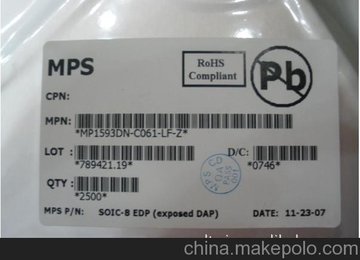 MPS
RoHS
Compliant
Pb
CPN:
MPN:
*MP1593DN-C061-LF-Z*
LOT :
*789421.19*
D/C:
*0746*
QTY :
*2500*
MPS P/N: SOIC-8 EDP (exposed DAP) DATE: 11-23-07
china.makepolo.com